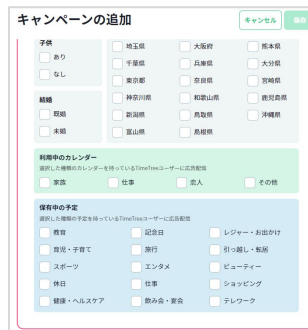 キャンペーンの追加
キャンセル
保存
子供
あり
なし
結婚
既婚
未婚
埼玉県 大阪府 熊本県
千葉県 兵庫県 大分県
東京都 奈良県 宮崎県
神奈川県 和歌山県 鹿児島県
新潟県 鳥取県 沖縄県
富山県 島根県
利用中のカレンダー
選択した種類のカレンダーを持っているTimeTreeユーザーに広告配信
家族 仕事 恋人 その他
保有中の予定
選択した種類の予定を持っているTimeTreeユーザーに広告配信
教育 記念日 レジャー・お出かけ
育児・子育て 旅行 引っ越し・転居
スポーツ エンタメ ビューティー
休日 仕事 ショッピング
健康・ヘルスケア 飲み会・宴会 テレワーク